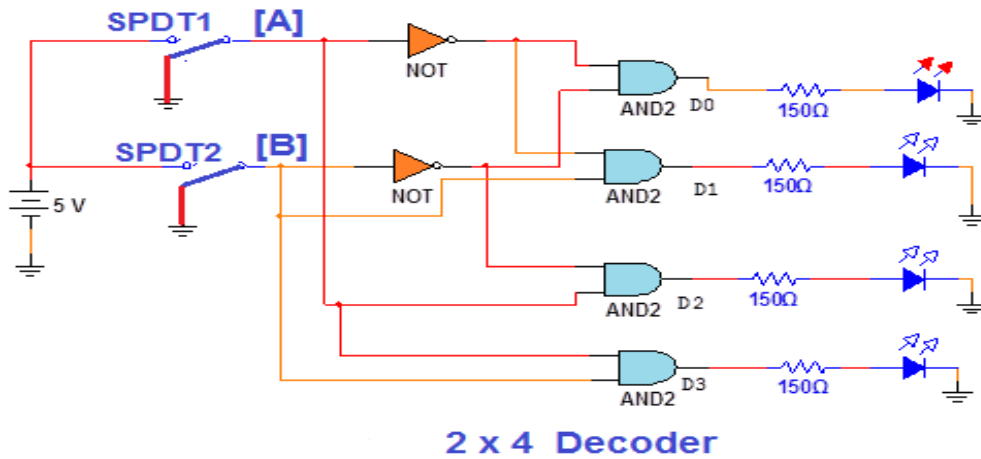 SPDT1
[A]
NOT
AND2
D0
150Ω
SPDT2
[B]
NOT
AND2
D1
150Ω
5 V
AND2
D2
150Ω
AND2
D3
150Ω
2 x 4 Decoder